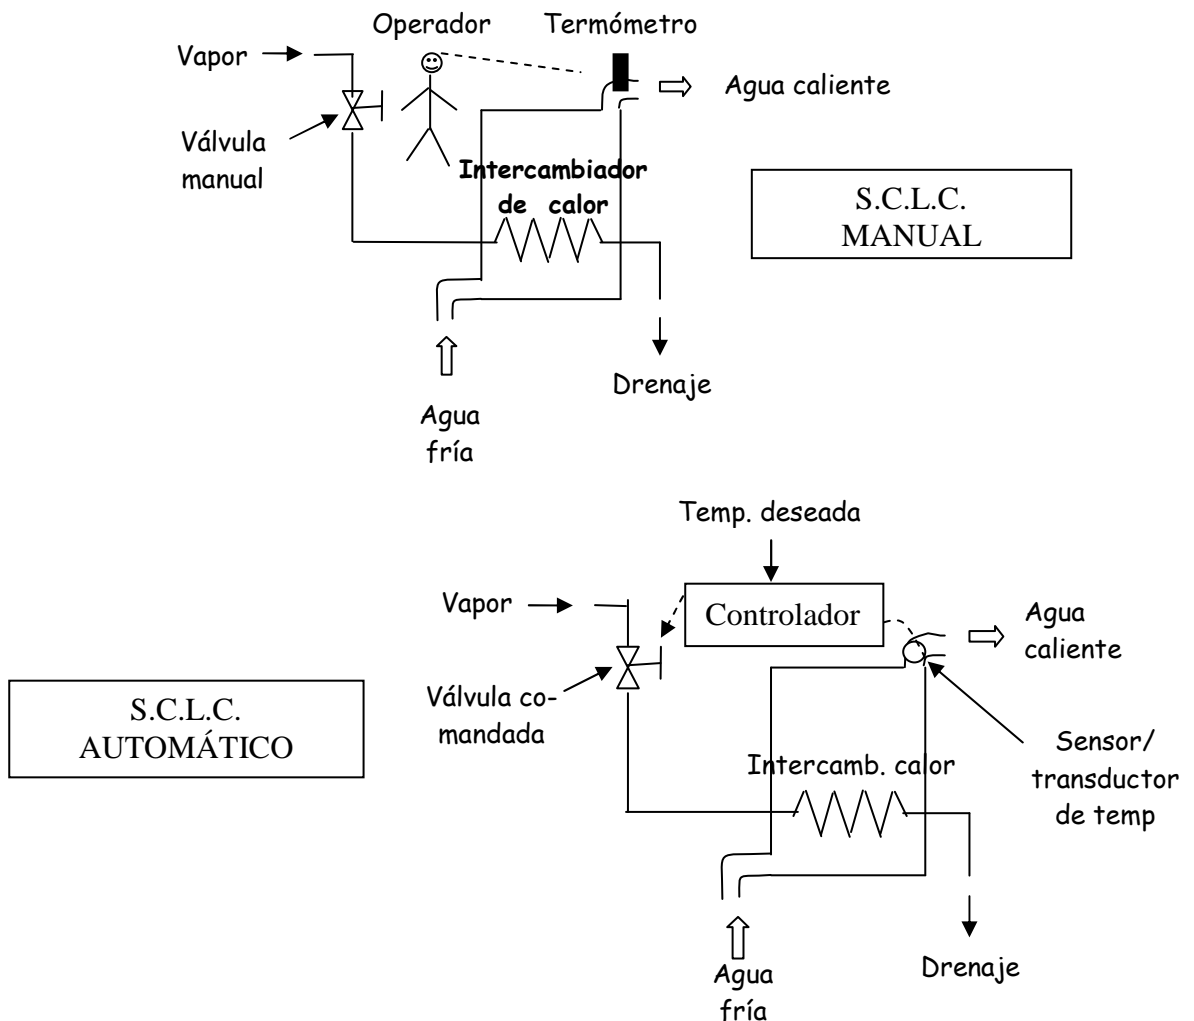 Operador
Termómetro
Vapor
Agua caliente
Válvula
manual
Intercambiador
de calor
S.C.L.C.
MANUAL
Drenaje
Agua
fría
Temp. deseada
Vapor
Controlador
Agua
caliente
Válvula co-
mandada
S.C.L.C.
AUTOMÁTICO
Sensor/
transductor
de temp
Intercamb. calor
Drenaje
Agua
fría